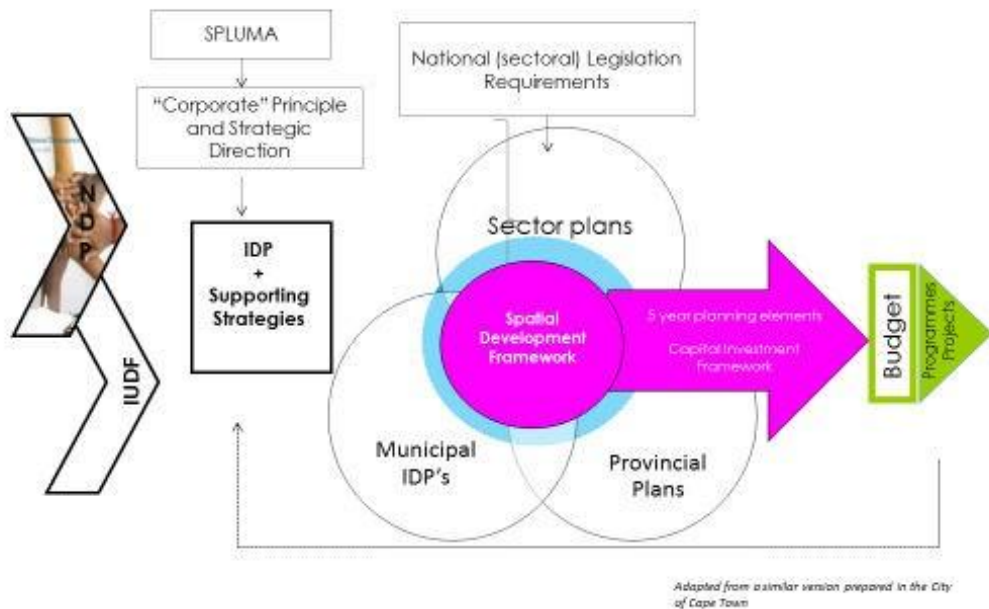 SPLUMA
"Corporate" Principle
and Strategic
Direction
National (sectoral) Legislation
Requirements
NDP
IUDF
IDP
+
Supporting
Strategies
Sector plans
Spatial
Development
Framework
5 year planning elements
Capital Investment
Framework
Budget
Programmes
Projects
Municipal
IDP's
Provincial
Plans
Adapted from a similar version prepared in the City
of Cape Town